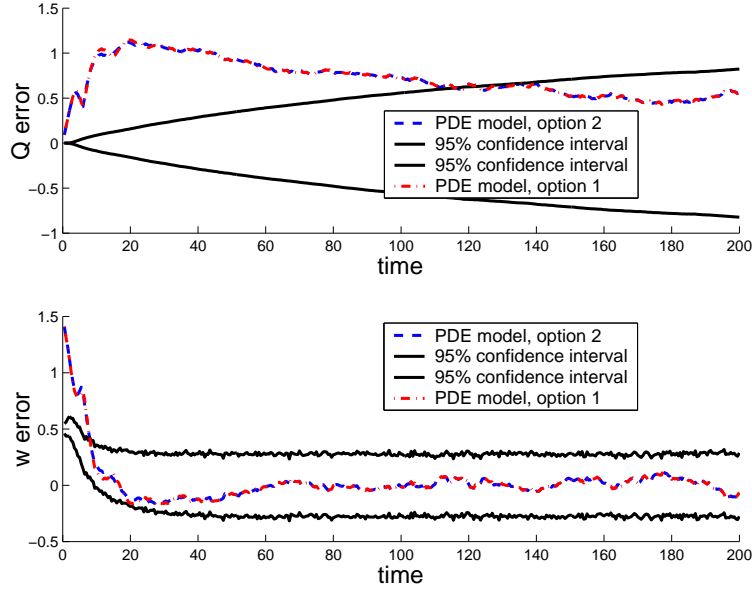 1.5
1
0.5
0
−0.5
−1
Q error
PDE model, option 2
95% confidence interval
95% confidence interval
PDE model, option 1
0 20 40 60 80 100 120 140 160 180 200
time
1.5
1
0.5
0
−0.5
w error
PDE model, option 2
95% confidence interval
95% confidence interval
PDE model, option 1
0 20 40 60 80 100 120 140 160 180 200
time